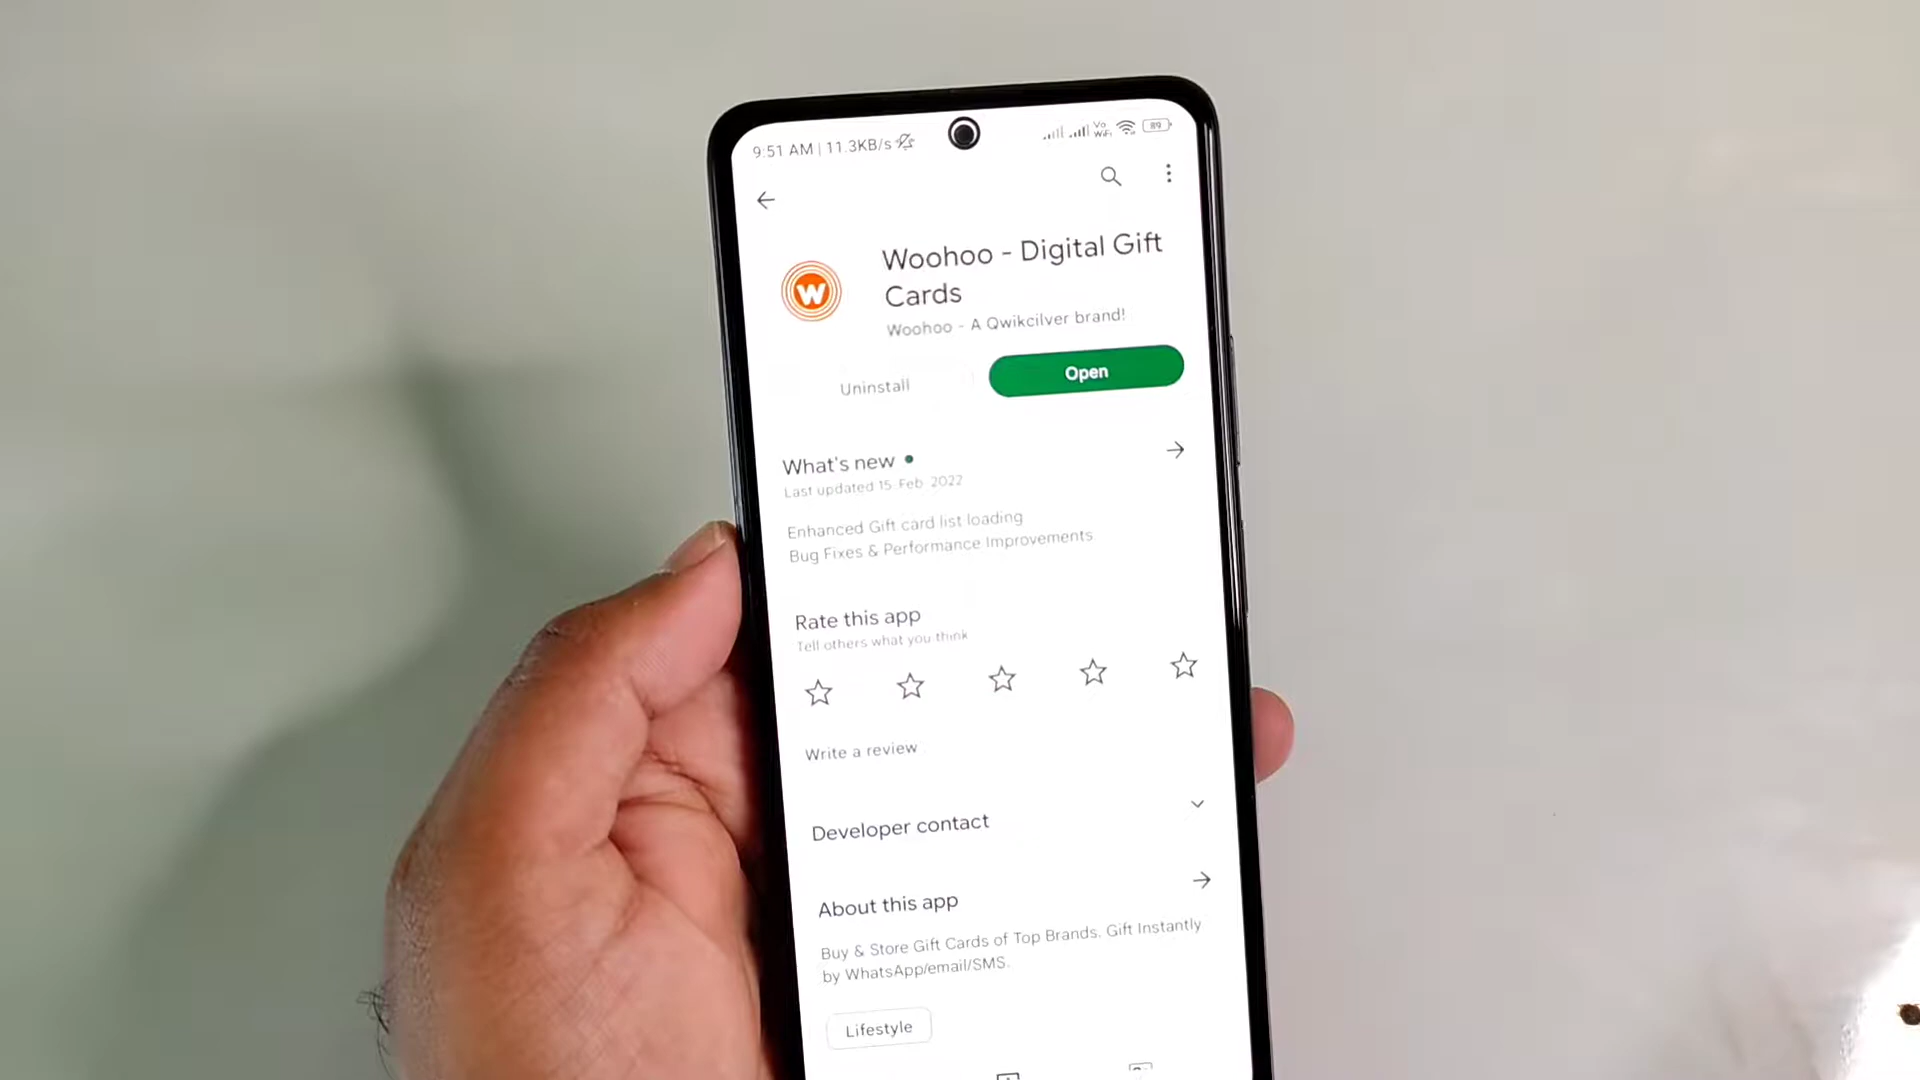 9:51 AM | 11.3KB/s
Vo
WiFi
89
W
Woohoo - Digital Gift
Cards
Woohoo - A Qwikcilver brand!
Uninstall
Open
What's new
Last updated 15 Feb 2022
Enhanced Gift card list loading
Bug Fixes & Performance Improvements
Rate this app
Tell others what you think
Write a review
Developer contact
About this app
Buy & Store Gift Cards of Top Brands. Gift Instantly
by WhatsApp/email/SMS.
Lifestyle